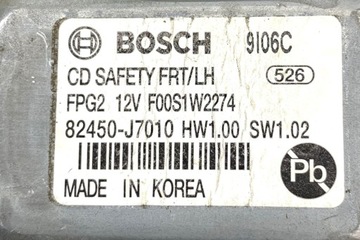 BOSCH 9I06C
CD SAFETY FRT/LH 526
FPG2 12V F00S1W2274
82450-J7010 HW1.00 SW1.02
MADE IN KOREA
Pb